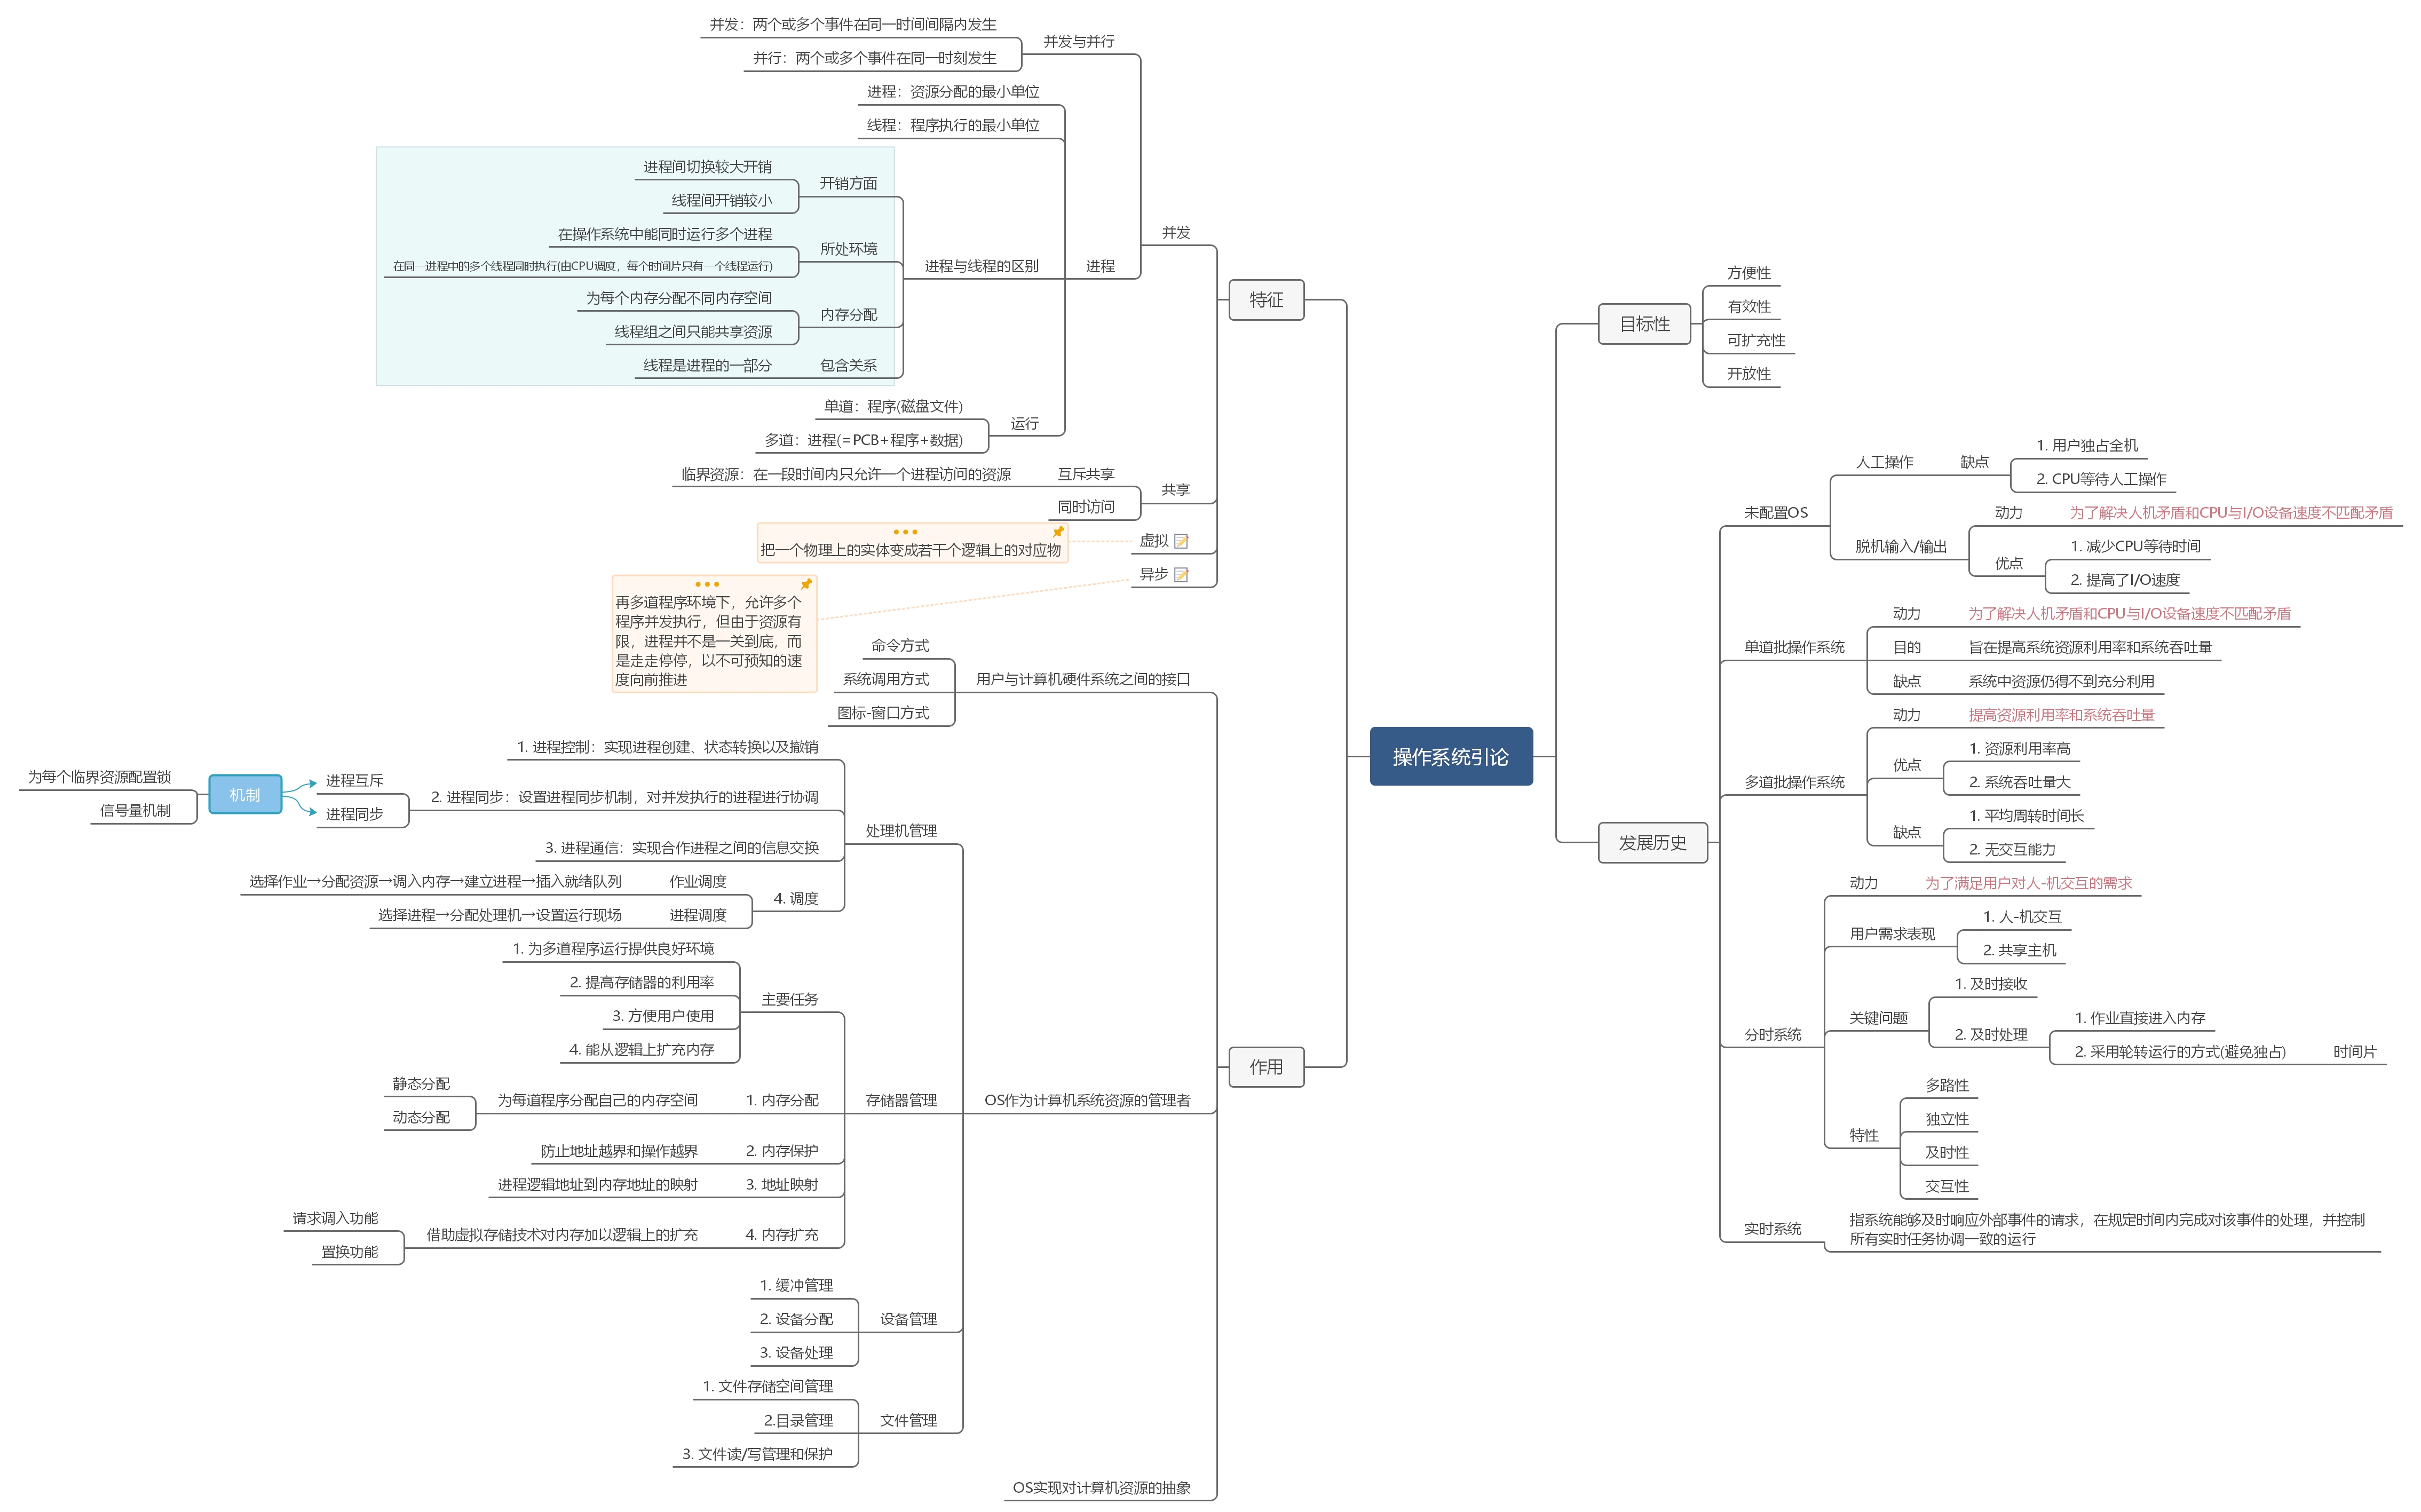 操作系统引论
目标性
方便性
有效性
可扩充性
开放性
发展历史
未配置OS
人工操作
缺点
1. 用户独占全机
2. CPU等待人工操作
脱机输入/输出
动力
为了解决人机矛盾和CPU与I/O设备速度不匹配矛盾
优点
1. 减少CPU等待时间
2. 提高了I/O速度
单道批操作系统
动力
为了解决人机矛盾和CPU与I/O设备速度不匹配矛盾
目的
旨在提高系统资源利用率和系统吞吐量
缺点
系统中资源仍得不到充分利用
多道批操作系统
动力
提高资源利用率和系统吞吐量
优点
1. 资源利用率高
2. 系统吞吐量大
缺点
1. 平均周转时间长
2. 无交互能力
分时系统
动力
为了满足用户对人-机交互的需求
用户需求表现
1. 人-机交互
2. 共享主机
关键问题
1. 及时接收
2. 及时处理
1. 作业直接进入内存
2. 采用轮转运行的方式(避免独占)
时间片
特性
多路性
独立性
及时性
交互性
实时系统
指系统能够及时响应外部事件的请求，在规定时间内完成对该事件的处理，并控制
所有实时任务协调一致的运行
特征
并发
并发与并行
并发：两个或多个事件在同一时间间隔内发生
并行：两个或多个事件在同一时刻发生
进程
进程：资源分配的最小单位
线程：程序执行的最小单位
进程与线程的区别
开销方面
进程间切换较大开销
线程间开销较小
所处环境
在操作系统中能同时运行多个进程
在同一进程中的多个线程同时执行(由CPU调度，每个时间片只有一个线程运行)
内存分配
为每个内存分配不同内存空间
线程组之间只能共享资源
包含关系
线程是进程的一部分
运行
单道：程序(磁盘文件)
多道：进程(=PCB+程序+数据)
共享
互斥共享
临界资源：在一段时间内只允许一个进程访问的资源
同时访问
虚拟
把一个物理上的实体变成若干个逻辑上的对应物
异步
再多道程序环境下，允许多个
程序并发执行，但由于资源有
限，进程并不是一关到底，而
是走走停停，以不可预知的速
度向前推进
作用
用户与计算机硬件系统之间的接口
命令方式
系统调用方式
图标-窗口方式
OS作为计算机系统资源的管理者
处理机管理
1. 进程控制：实现进程创建、状态转换以及撤销
2. 进程同步：设置进程同步机制，对并发执行的进程进行协调
进程互斥
进程同步
机制
为每个临界资源配置锁
信号量机制
3. 进程通信：实现合作进程之间的信息交换
4. 调度
作业调度
选择作业→分配资源→调入内存→建立进程→插入就绪队列
进程调度
选择进程→分配处理机→设置运行现场
存储器管理
主要任务
1. 为多道程序运行提供良好环境
2. 提高存储器的利用率
3. 方便用户使用
4. 能从逻辑上扩充内存
1. 内存分配
为每道程序分配自己的内存空间
静态分配
动态分配
2. 内存保护
防止地址越界和操作越界
3. 地址映射
进程逻辑地址到内存地址的映射
4. 内存扩充
借助虚拟存储技术对内存加以逻辑上的扩充
请求调入功能
置换功能
设备管理
1. 缓冲管理
2. 设备分配
3. 设备处理
文件管理
1. 文件存储空间管理
2.目录管理
3. 文件读/写管理和保护
OS实现对计算机资源的抽象